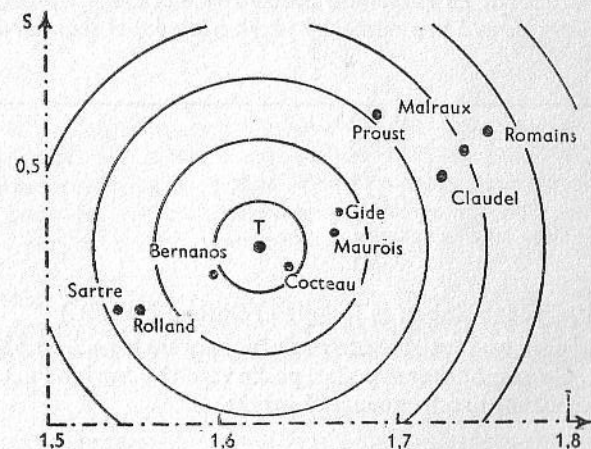 S
Malraux
Proust
Romains
0,5
Claudel
Gide
T
Maurois
Bernanos
Cocteau
Sartre
Rolland
i
1,5
1,6
1,7
1,8